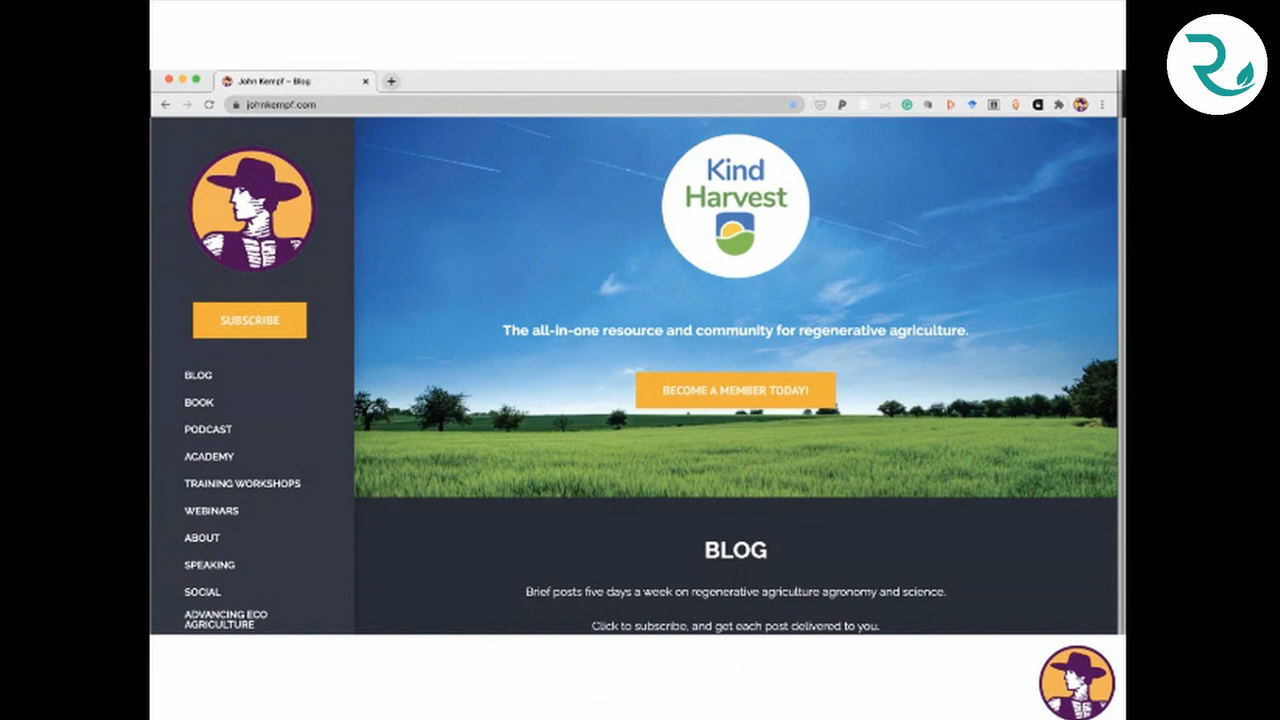 John Kempf – Blog
johnkempf.com
SUBSCRIBE
BLOG
BOOK
PODCAST
ACADEMY
TRAINING WORKSHOPS
WEBINARS
ABOUT
SPEAKING
SOCIAL
ADVANCING ECO
AGRICULTURE
Kind
Harvest
The all-in-one resource and community for regenerative agriculture.
BECOME A MEMBER TODAY!
BLOG
Brief posts five days a week on regenerative agriculture agronomy and science.
Click to subscribe, and get each post delivered to you.